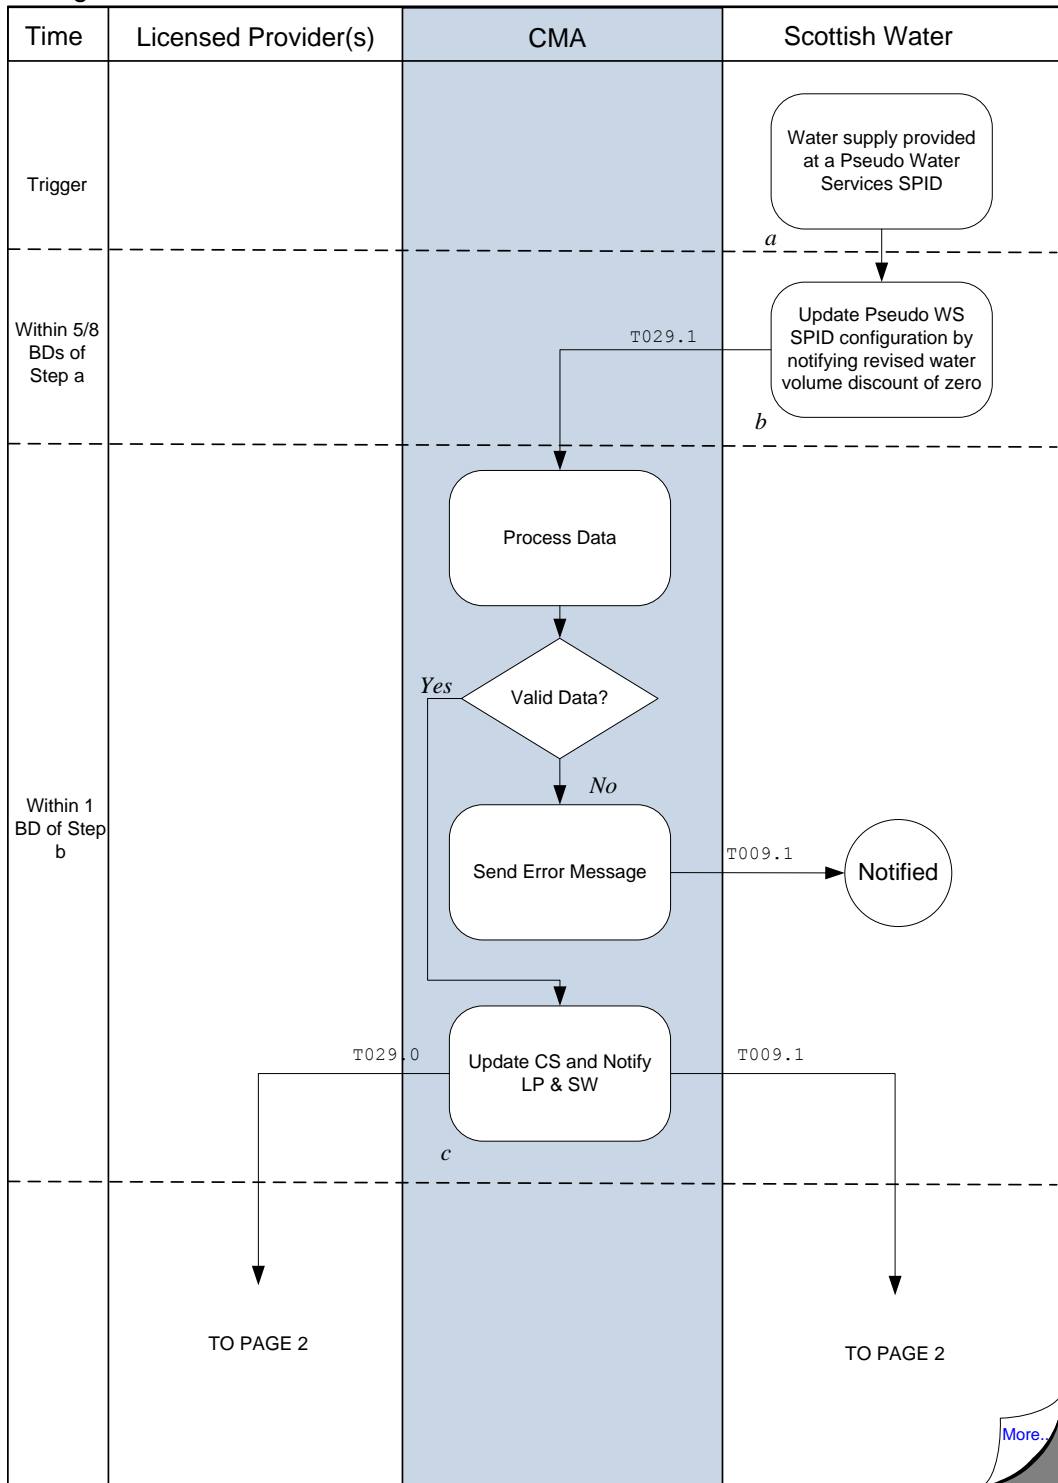 Time
Licensed Provider(s)
CMA
Scottish Water
Trigger
Water supply provided
at a Pseudo Water
Services SPID
a
Within 5/8
BDs of
Step a
T029.1
Update Pseudo WS
SPID configuration by
notifying revised water
volume discount of zero
b
Process Data
Yes
Valid Data?
No
Within 1
BD of Step
b
Send Error Message
T009.1
Notified
T029.0
Update CS and Notify
LP & SW
T009.1
c
TO PAGE 2
TO PAGE 2
More..